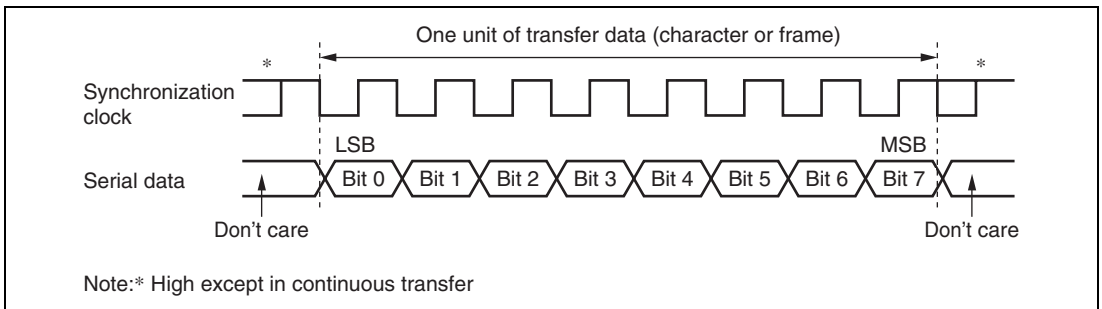 One unit of transfer data (character or frame)
* *
Synchronization
clock
LSB MSB
Serial data Bit 0 Bit 1 Bit 2 Bit 3 Bit 4 Bit 5 Bit 6 Bit 7
Don't care Don't care
Note:* High except in continuous transfer